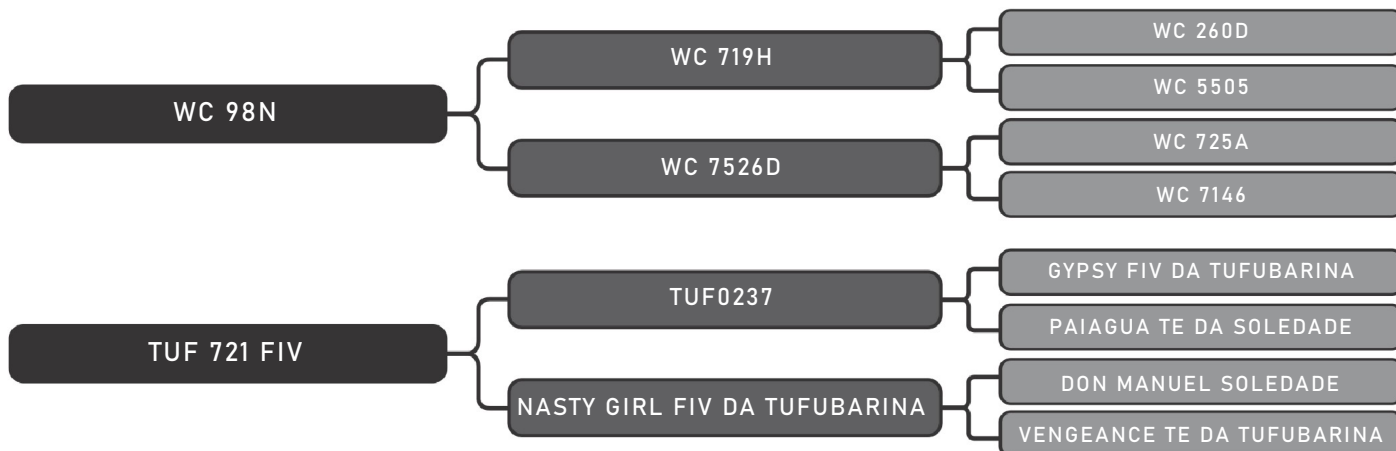 WC 98N
WC 719H
WC 260D
WC 5505
WC 7526D
WC 725A
WC 7146
TUF 721 FIV
TUF0237
GYPSY FIV DA TUFUBARINA
PAIAGUA TE DA SOLEDADE
NASTY GIRL FIV DA TUFUBARINA
DON MANUEL SOLEDADE
VENGEANCE TE DA TUFUBARINA